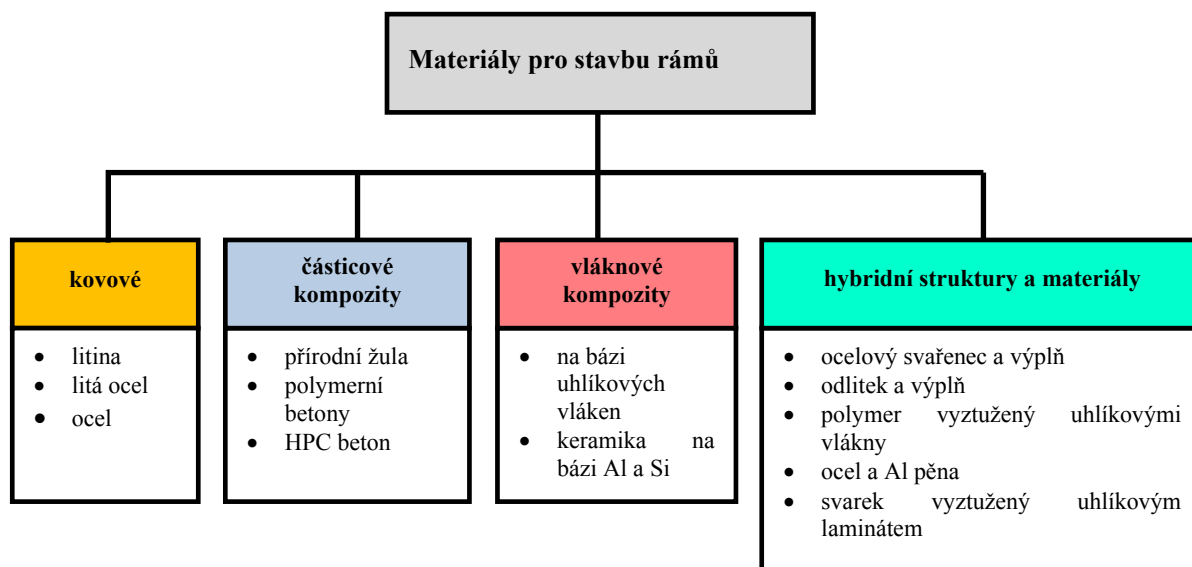 Materiály pro stavbu rámů
kovové
• litina
• litá ocel
• ocel
částicové
kompozity
• přírodní žula
• polymerní
betony
• HPC beton
vláknové
kompozity
• na bázi
uhlíkových
vláken
• keramika na
bázi Al a Si
hybridní struktury a materiály
• ocelový svařenec a výplň
• odlitek a výplň
• polymer vyztužený uhlíkovými
vlákny
• ocel a Al pěna
• svarek vyztužený uhlíkovým
laminátem